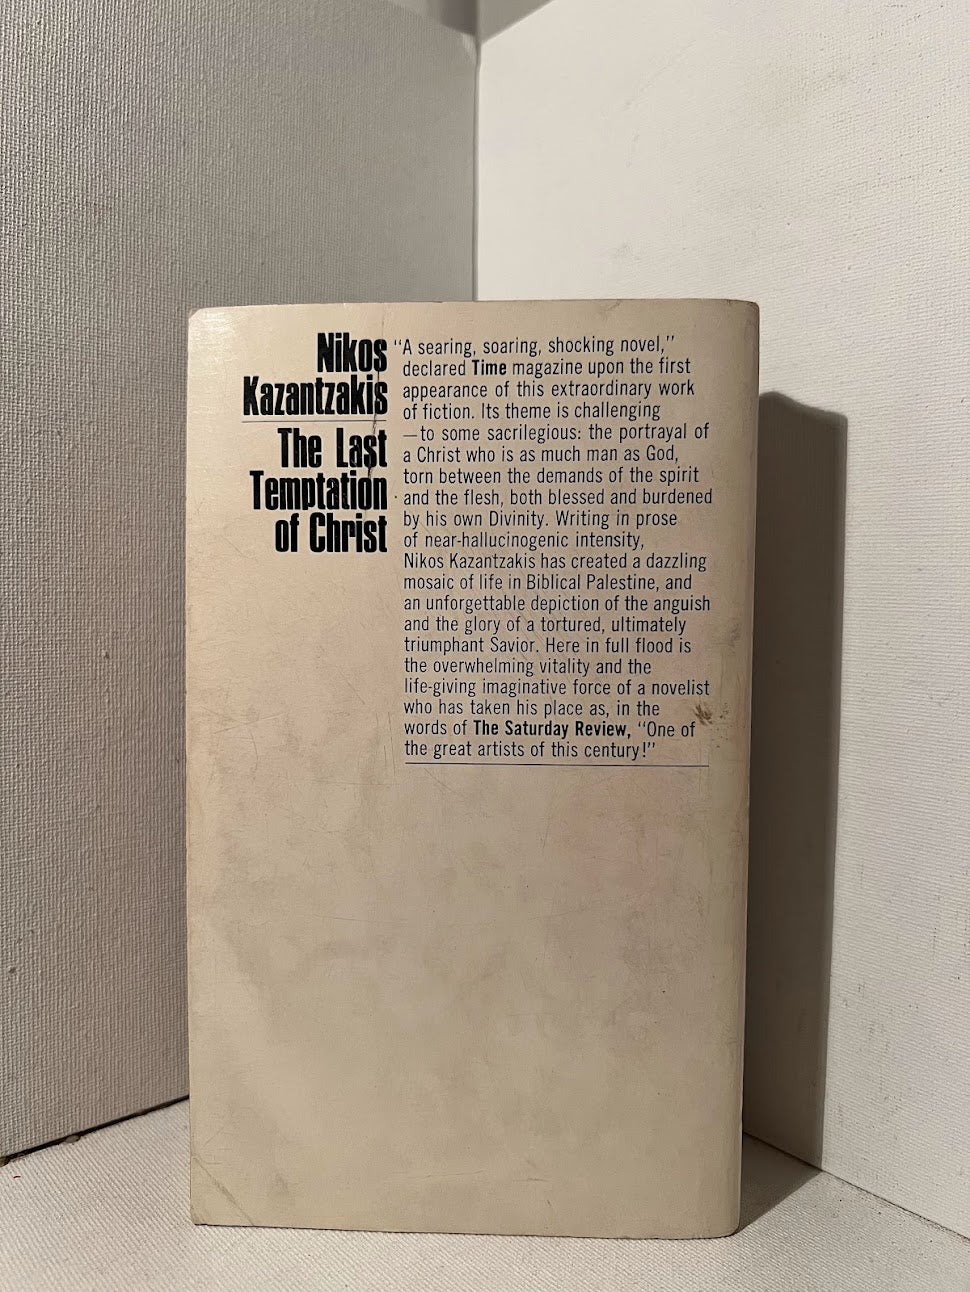 Nikos
Kazantzakis
The Last
Temptation
of Christ
"A searing, soaring, shocking novel,"
declared Time magazine upon the first
appearance of this extraordinary work
of fiction. Its theme is challenging
—to some sacrilegious: the portrayal of
a Christ who is as much man as God,
torn between the demands of the spirit
and the flesh, both blessed and burdened
by his own Divinity. Writing in prose
of near-hallucinogenic intensity,
Nikos Kazantzakis has created a dazzling
mosaic of life in Biblical Palestine, and
an unforgettable depiction of the anguish
and the glory of a tortured, ultimately
triumphant Savior. Here in full flood is
the overwhelming vitality and the
life-giving imaginative force of a novelist
who has taken his place as, in the
words of The Saturday Review, "One of
the great artists of this century!"